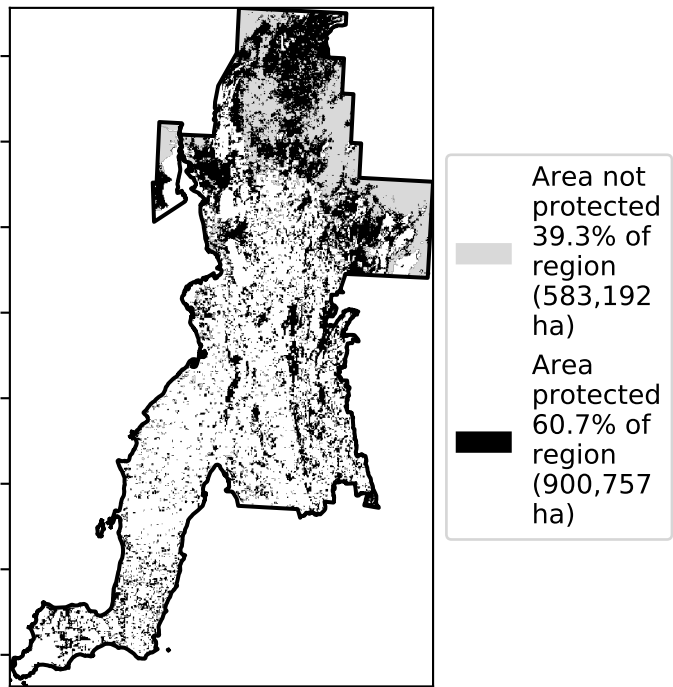 Area not
protected
39.3% of
region
(583,192
ha)
Area
protected
60.7% of
region
(900,757
ha)